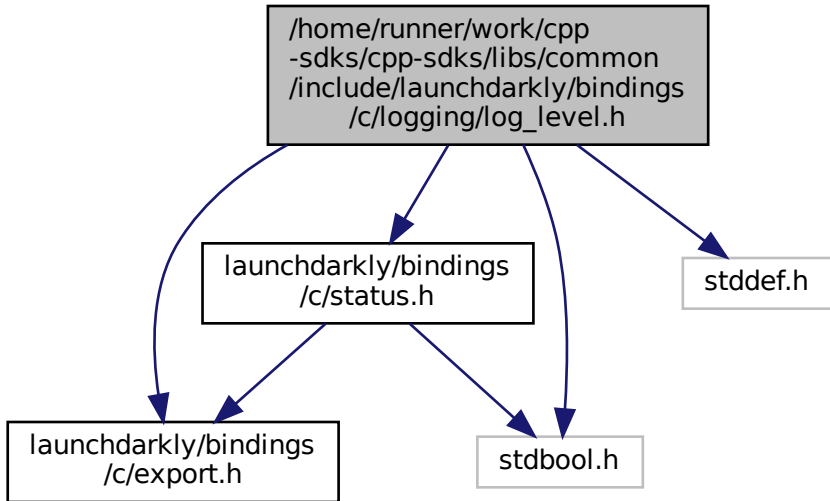 /home/runner/work/cpp
-sdks/cpp-sdks/libs/common
/include/launchdarkly/bindings
/c/logging/log_level.h
launchdarkly/bindings
/c/status.h
stddef.h
launchdarkly/bindings
/c/export.h
stdbool.h